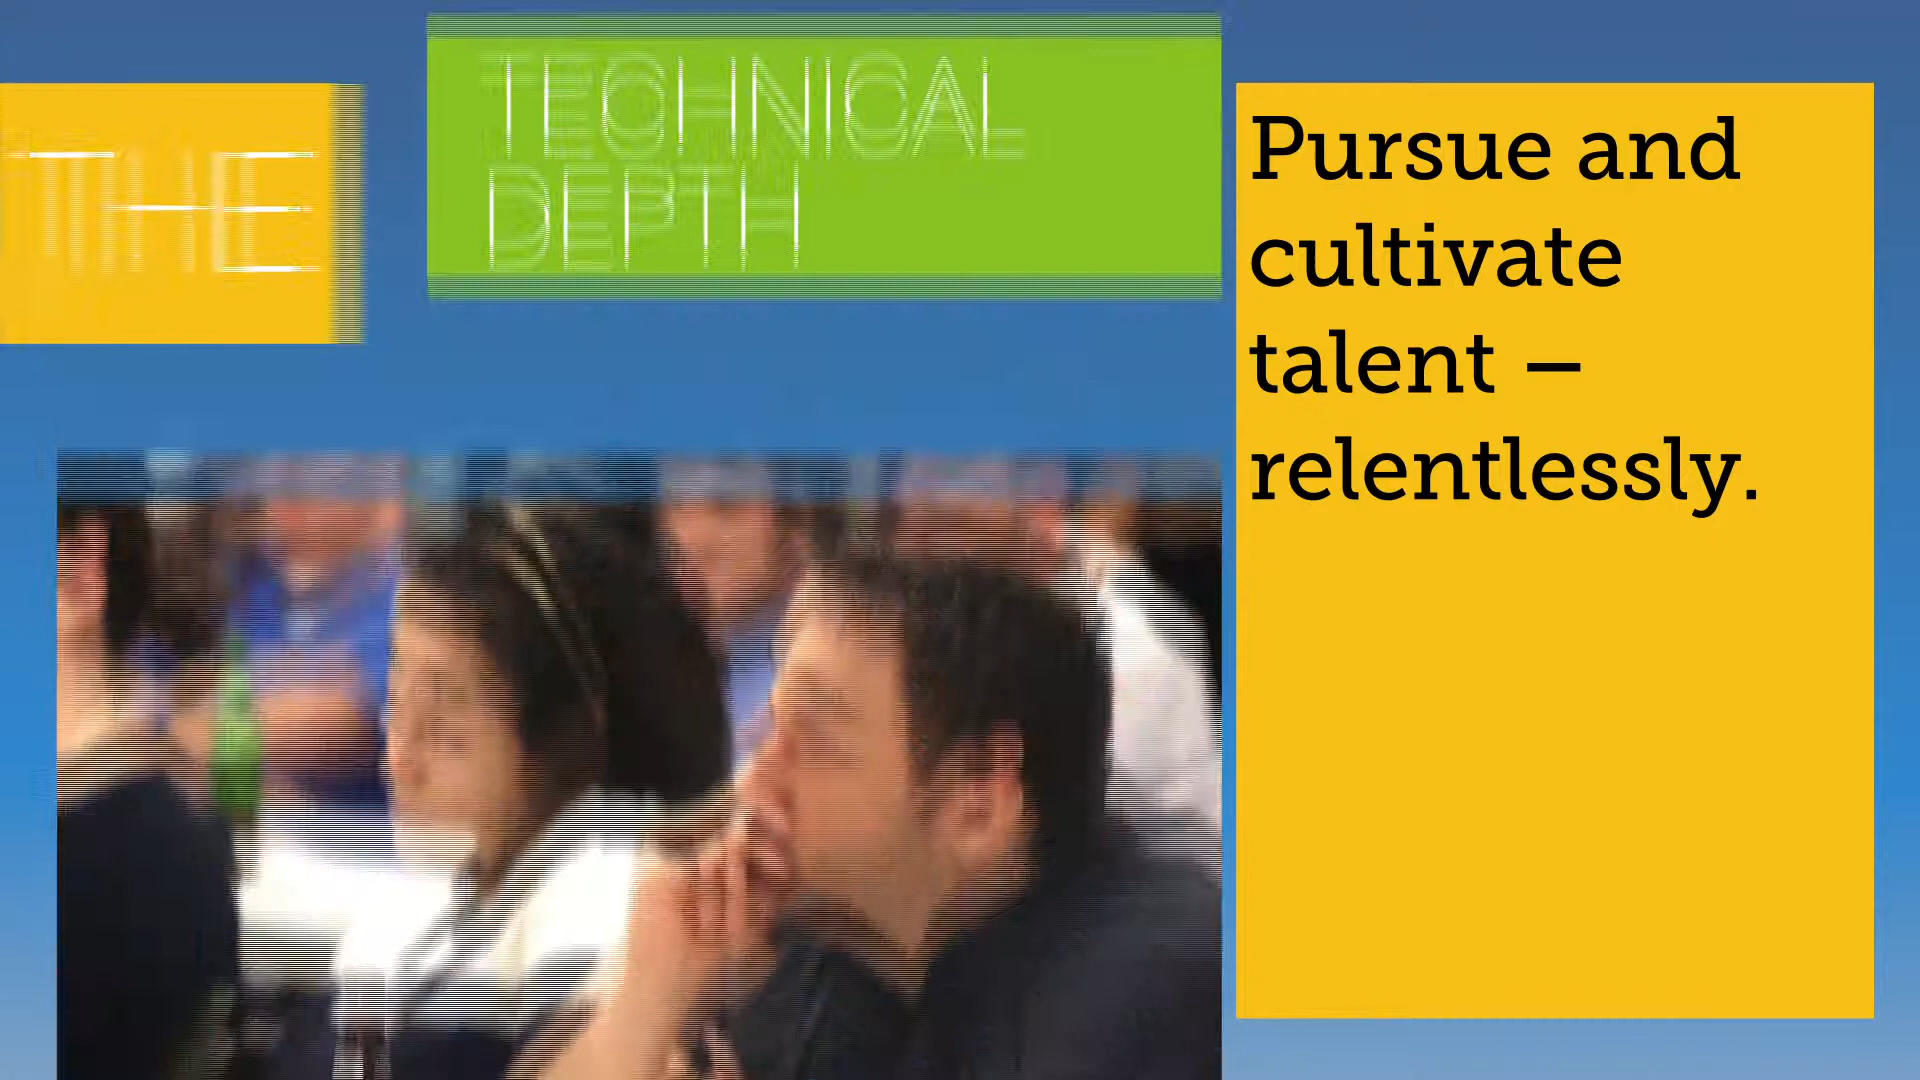 THE
TECHNICAL
DEPTH
Pursue and
cultivate
talent –
relentlessly.